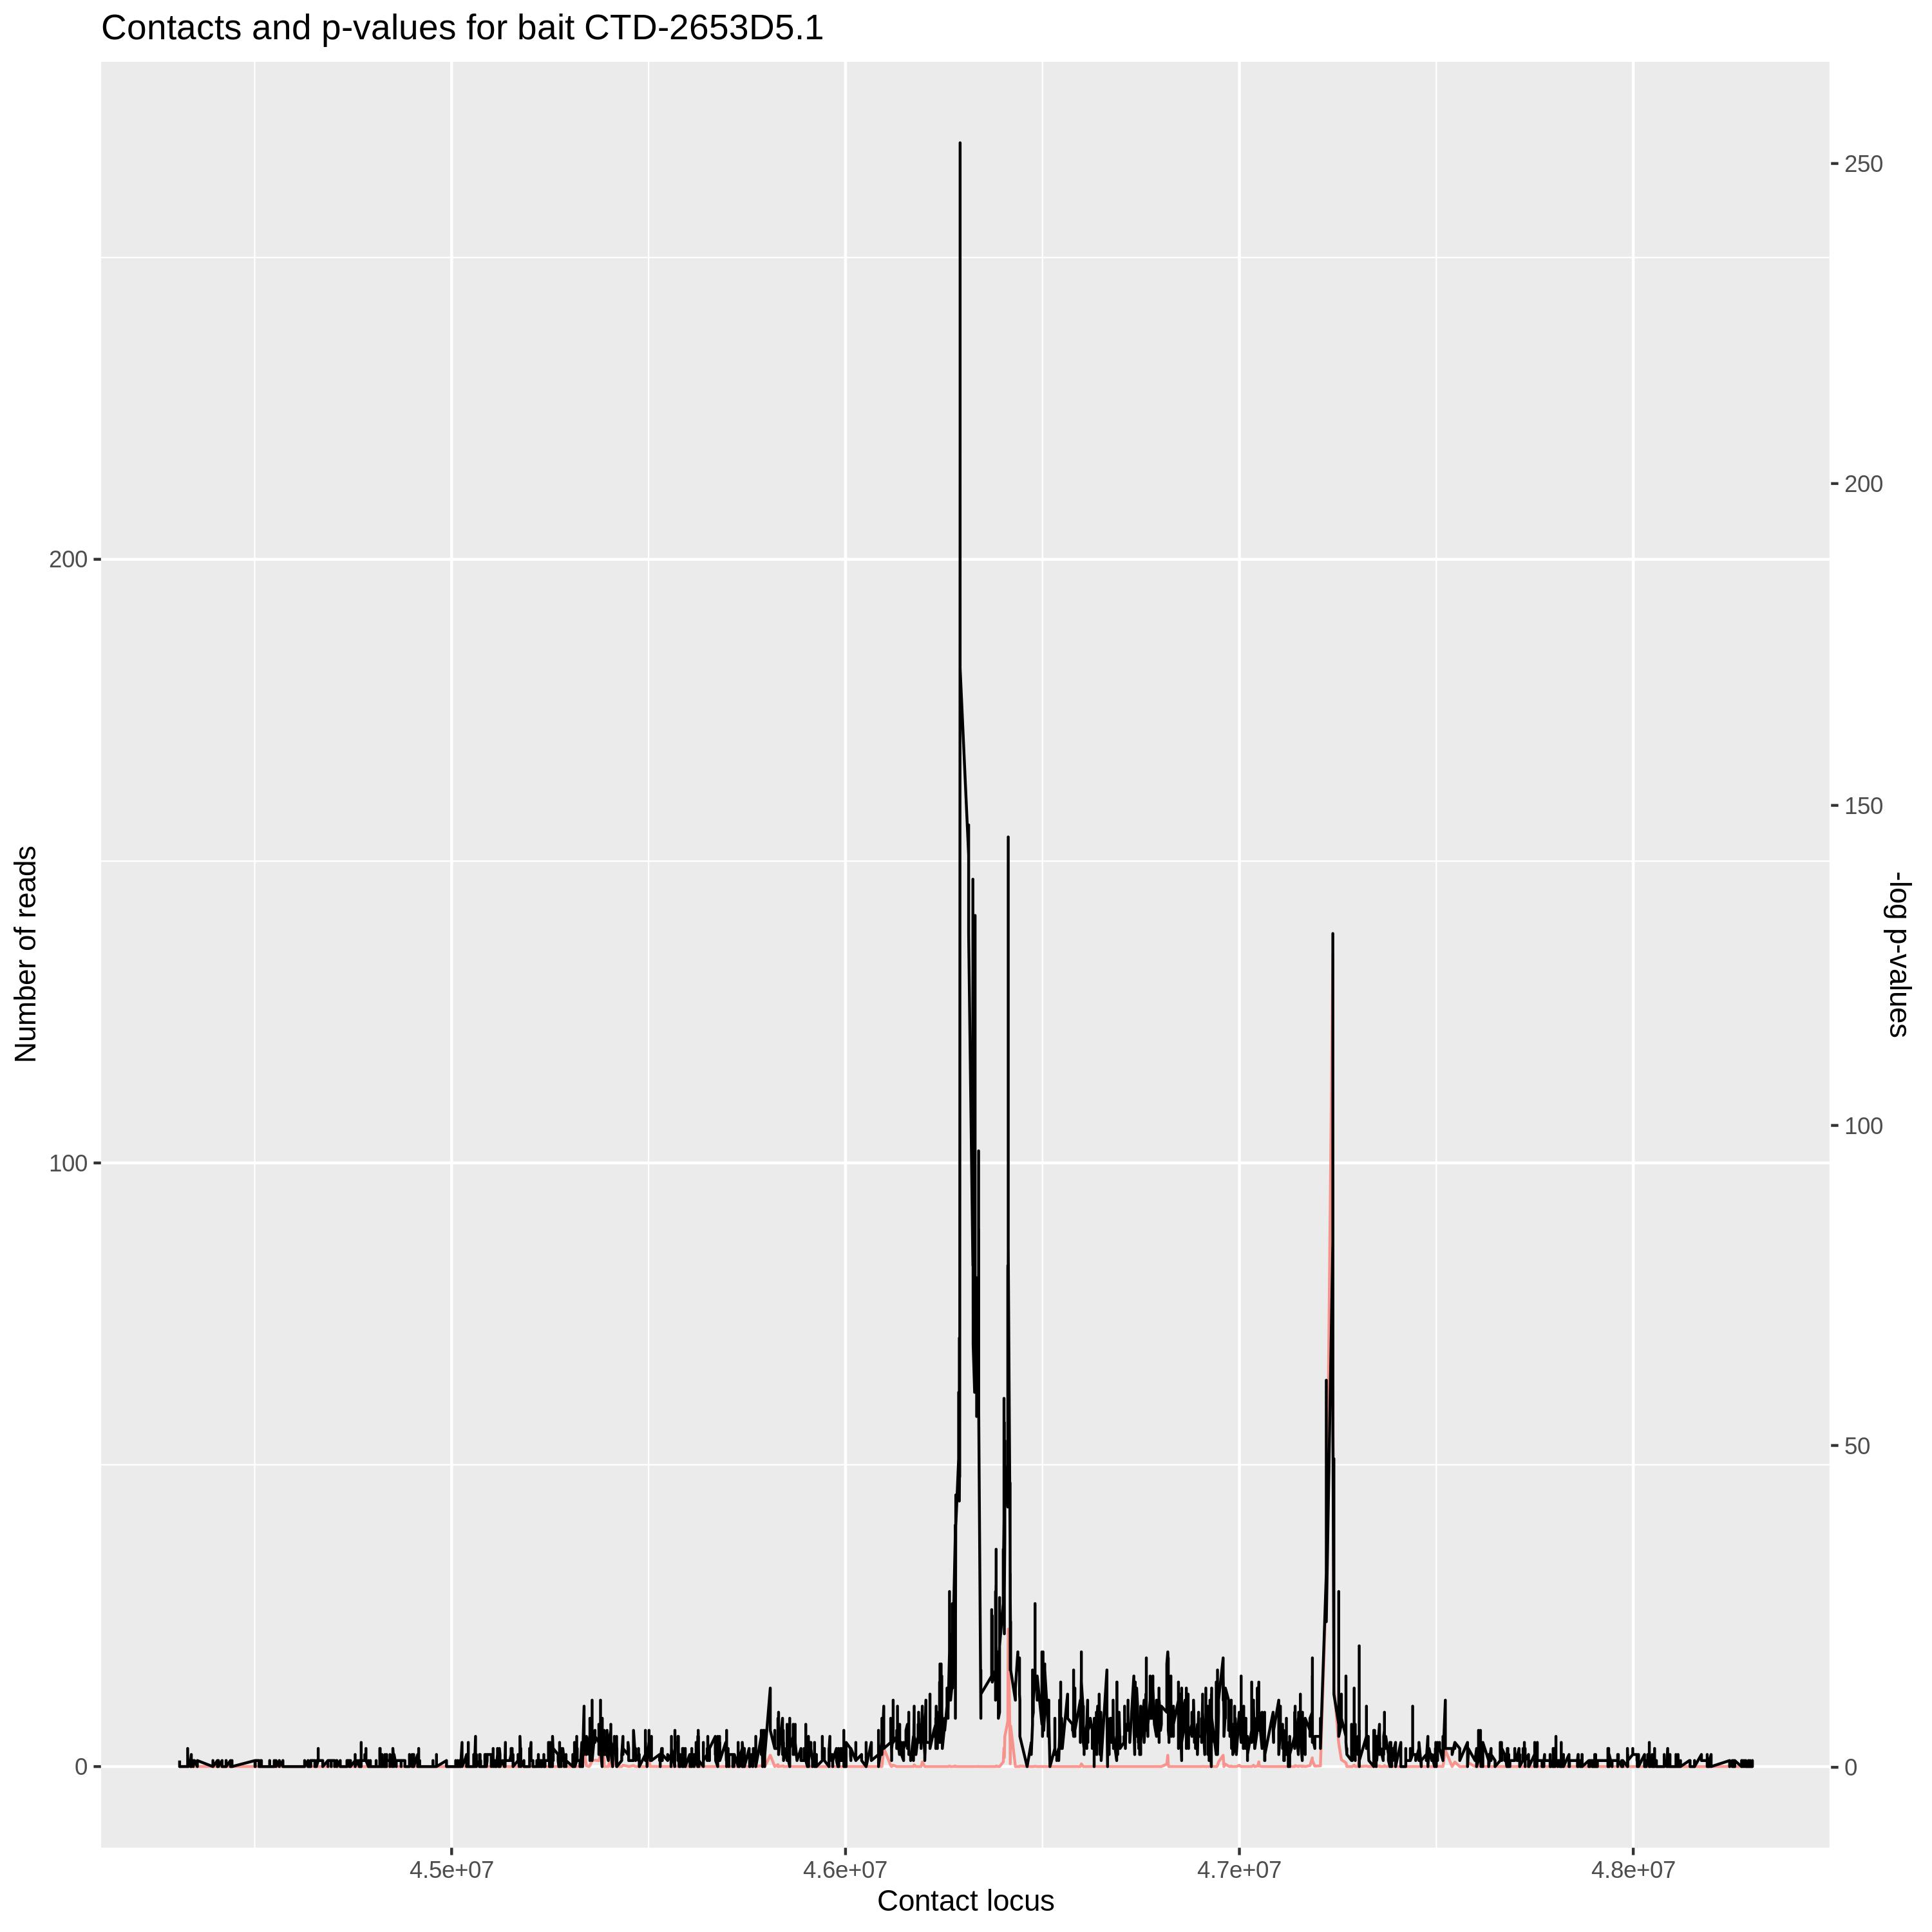 Contacts and p-values for bait CTD-2653D5.1
250
200
200
150
Number of reads
-log p-values
100
100
50
0
0
4.5e+07
4.6e+07
4.7e+07
4.8e+07
Contact locus